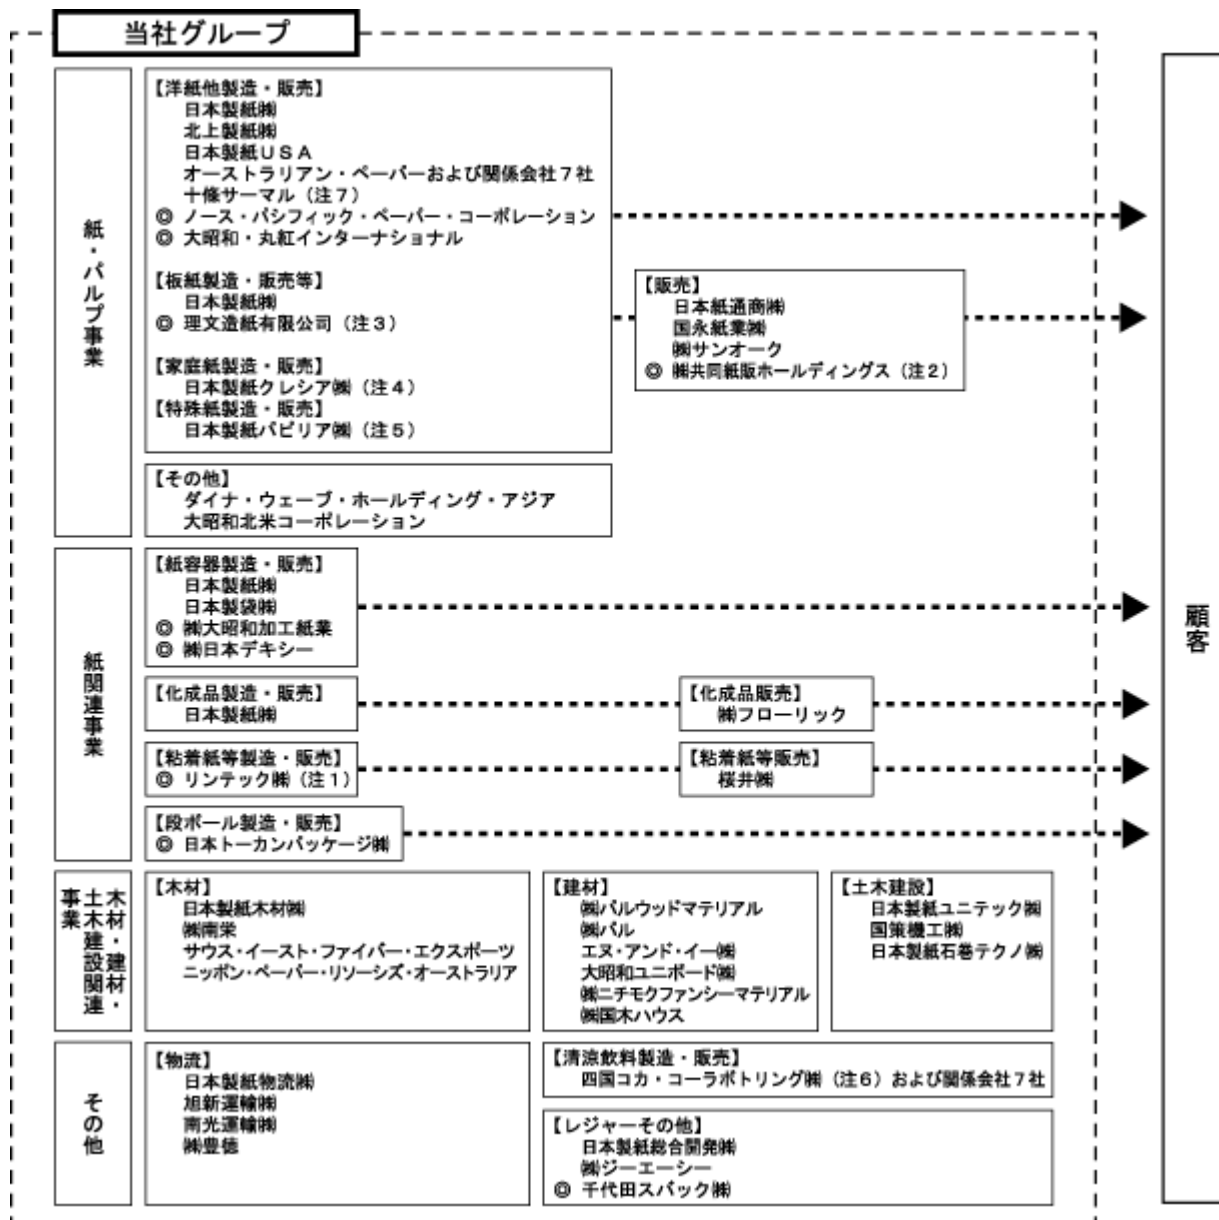 当社グループ
紙・パルプ事業
【洋紙他製造・販売】
日本製紙㈱
北上製紙㈱
日本製紙ＵＳＡ
オーストラリアン・ペーパーおよび関係会社７社
十條サーマル（注７）
◎ ノース・パシフィック・ペーパー・コーポレーション
◎ 大昭和・丸紅インターナショナル
【板紙製造・販売等】
日本製紙㈱
◎ 理文造紙有限公司（注３）
【家庭紙製造・販売】
日本製紙クレシア㈱（注４）
【特殊紙製造・販売】
日本製紙パピリア㈱（注５）
【販売】
日本紙通商㈱
国永紙業㈱
㈱サンオーク
◎ ㈱共同紙販ホールディングス（注２）
【その他】
ダイナ・ウェーブ・ホールディング・アジア
大昭和北米コーポレーション
紙関連事業
【紙容器製造・販売】
日本製紙㈱
日本製袋㈱
◎ ㈱大昭和加工紙業
◎ ㈱日本デキシー
【化成品製造・販売】
日本製紙㈱
【化成品販売】
㈱フローリック
【粘着紙等製造・販売】
◎ リンテック㈱（注１）
【粘着紙等販売】
桜井㈱
【段ボール製造・販売】
◎ 日本トーカンパッケージ㈱
木材・建材・
土木建設関連
事業
【木材】
日本製紙木材㈱
㈱南栄
サウス・イースト・ファイバー・エクスポーツ
ニッポン・ペーパー・リソーシズ・オーストラリア
【建材】
㈱パルウッドマテリアル
㈱パル
エヌ・アンド・イー㈱
大昭和ユニボード㈱
㈱ニチモクファンシーマテリアル
㈱国木ハウス
【土木建設】
日本製紙ユニテック㈱
国策機工㈱
日本製紙石巻テクノ㈱
その他
【物流】
日本製紙物流㈱
旭新運輸㈱
南光運輸㈱
㈱豊徳
【清涼飲料製造・販売】
四国コカ・コーラボトリング㈱（注６）および関係会社７社
【レジャーその他】
日本製紙総合開発㈱
㈱ジーエーシー
◎ 千代田スバック㈱
顧客